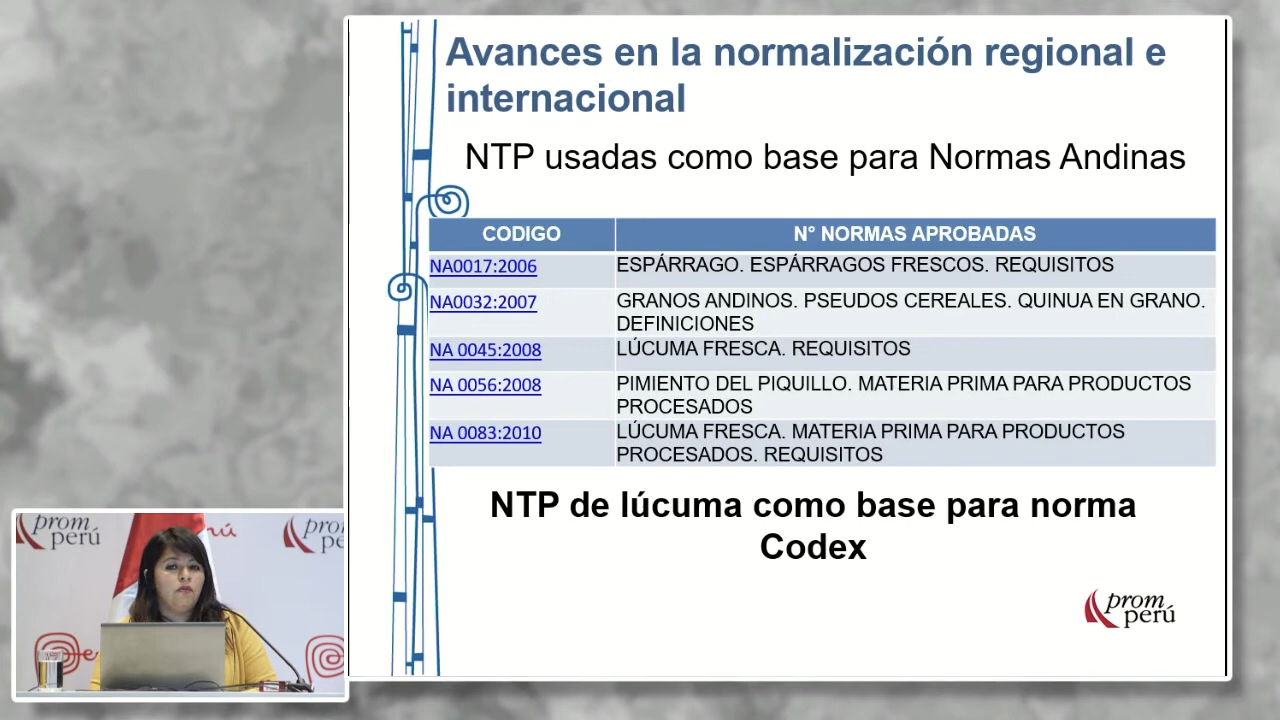 Avances en la normalización regional e
internacional
NTP usadas como base para Normas Andinas
CODIGO N° NORMAS APROBADAS
NA0017:2006 ESPÁRRAGO. ESPÁRRAGOS FRESCOS. REQUISITOS
NA0032:2007 GRANOS ANDINOS. PSEUDOS CEREALES. QUINUA EN GRANO.
DEFINICIONES
NA 0045:2008 LÚCUMA FRESCA. REQUISITOS
NA 0056:2008 PIMIENTO DEL PIQUILLO. MATERIA PRIMA PARA PRODUCTOS
PROCESADOS
NA 0083:2010 LÚCUMA FRESCA. MATERIA PRIMA PARA PRODUCTOS
PROCESADOS. REQUISITOS
NTP de lúcuma como base para norma
Codex
prom
perú
prom
perú